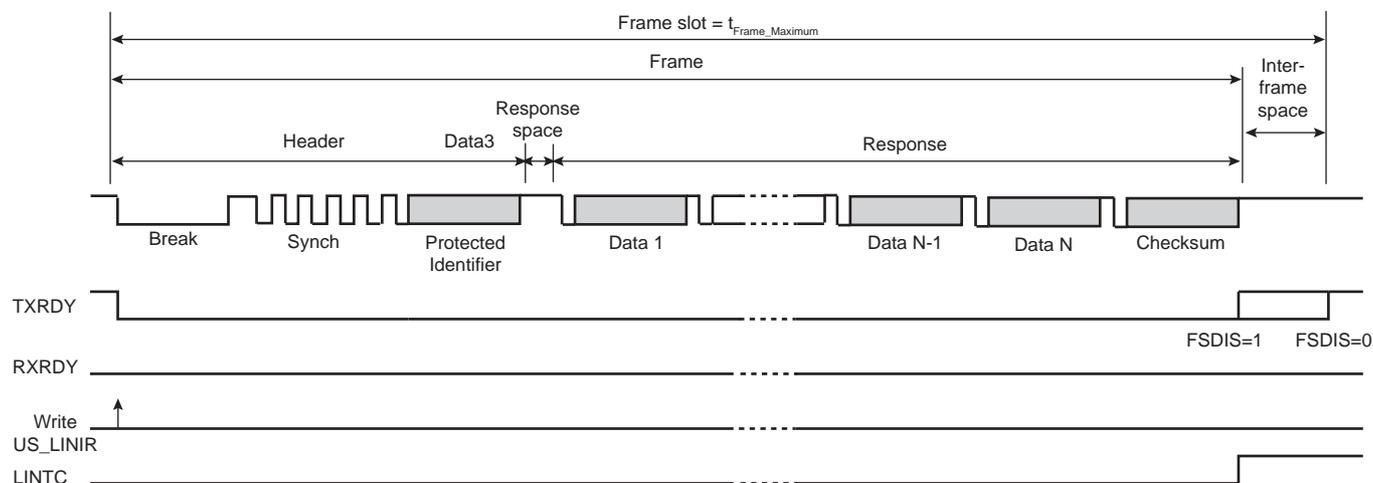 Frame slot = tFrame_Maximum
Frame
Inter-
frame
space
Response
space
Header
Data3
Response
Break
Synch
Protected
Identifier
Data 1
Data N-1
Data N
Checksum
TXRDY
FSDIS=1
FSDIS=0
RXRDY
Write
US_LINIR
LINTC